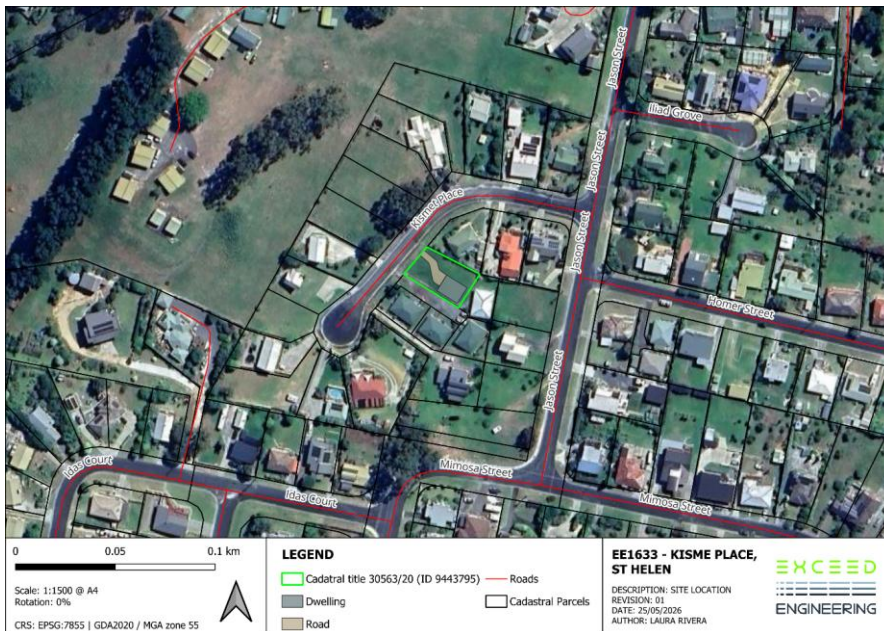 Jason Street
Iliad Grove
Jason Street
Kismet Place
Jason Street
Homer Street
Jason Street
Mimosa Street
Idas Court
Idas Court
Mimosa Street
0 0.05 0.1 km
Scale: 1:1500 @ A4
Rotation: 0%
CRS: EPSG:7855 | GDA2020 / MGA zone 55
LEGEND
Cadatral title 30563/20 (ID 9443795)
Roads
Dwelling
Cadastral Parcels
Road
EE1633 - KISME PLACE,
ST HELEN
DESCRIPTION: SITE LOCATION
REVISION: 01
DATE: 25/05/2026
AUTHOR: LAURA RIVERA
EXCEED
ENGINEERING